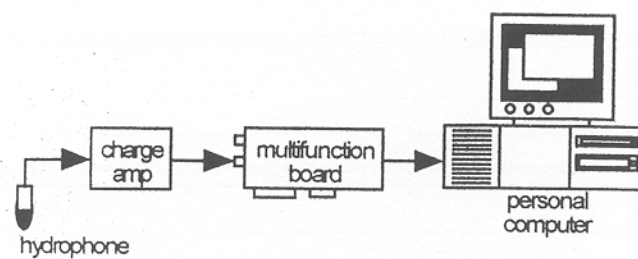 charge
amp
multifunction
board
personal
computer
hydrophone